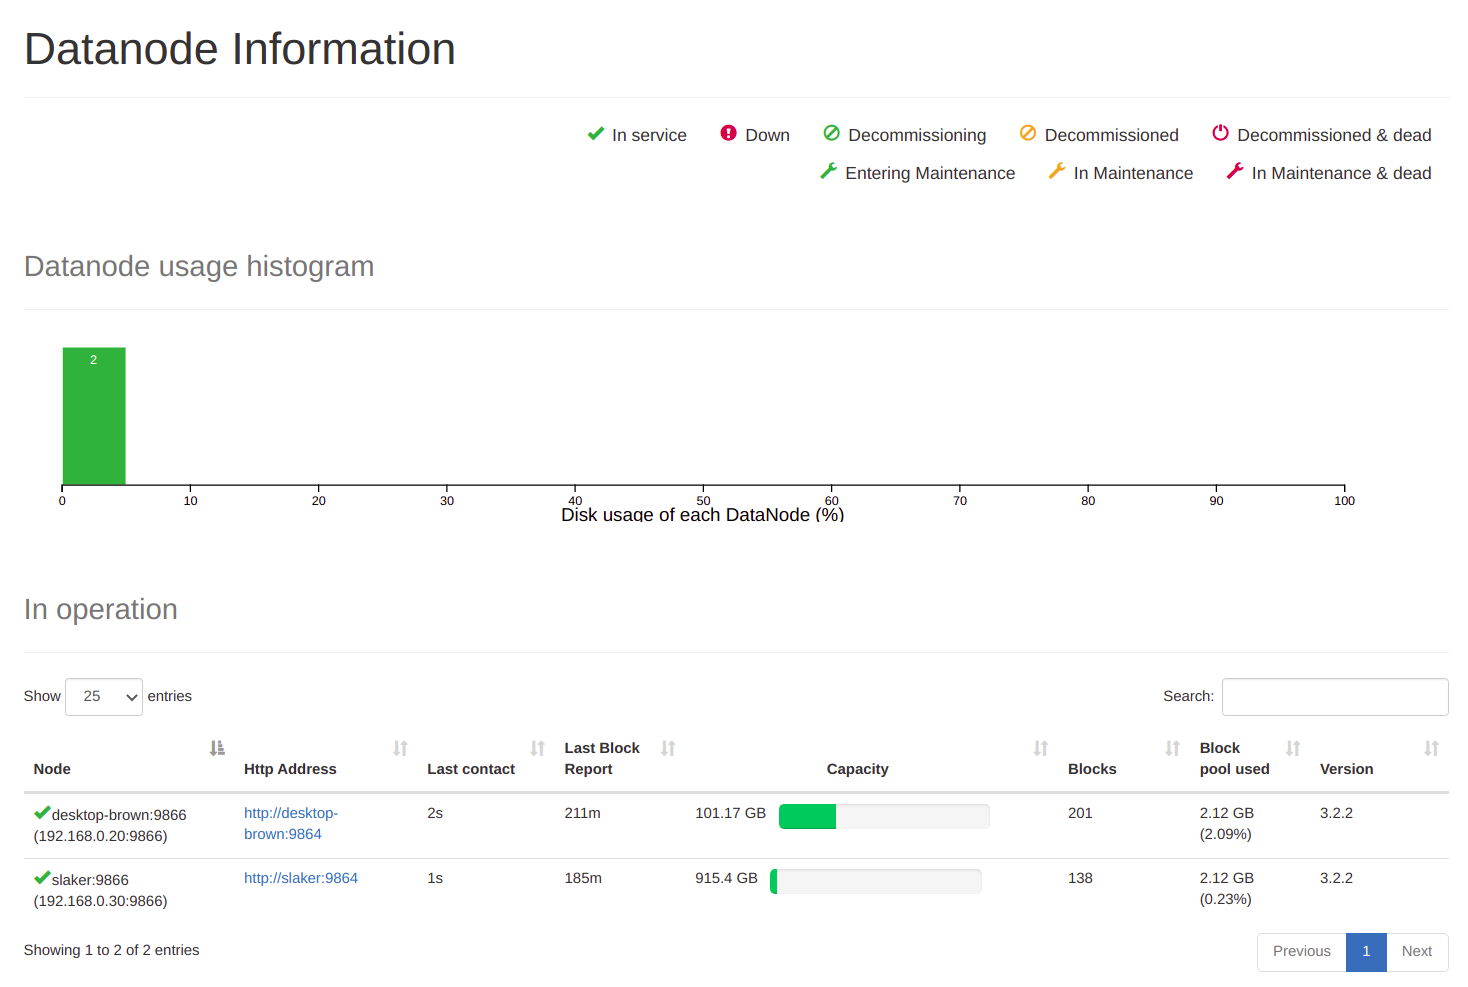 Datanode Information
In service Down Decommissioning Decommissioned Decommissioned & dead
Entering Maintenance In Maintenance In Maintenance & dead
Datanode usage histogram
2
0 10 20 30 40 50 60 70 80 90 100
Disk usage of each DataNode (%)
In operation
Show 25 entries Search:
Node Http Address Last contact Last Block Report Capacity Blocks Block pool used Version
desktop-brown:9866 http://desktop- 2s 211m 101.17 GB 201 2.12 GB 3.2.2
(192.168.0.20:9866) brown:9864 (2.09%)
slaker:9866 http://slaker:9864 1s 185m 915.4 GB 138 2.12 GB 3.2.2
(192.168.0.30:9866) (0.23%)
Showing 1 to 2 of 2 entries Previous 1 Next